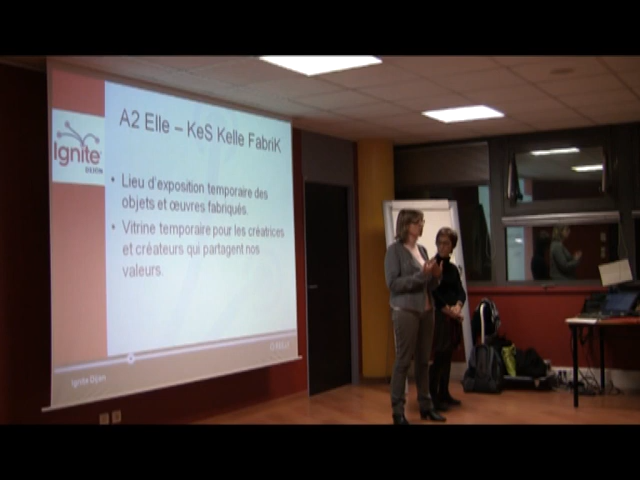 A2 Elle – KeS Kelle FabriK
Ignite
DIJON
• Lieu d'exposition temporaire des
objets et œuvres fabriqués.
• Vitrine temporaire pour les créatrices
et créateurs qui partagent nos
valeurs.
Ignite Dijon